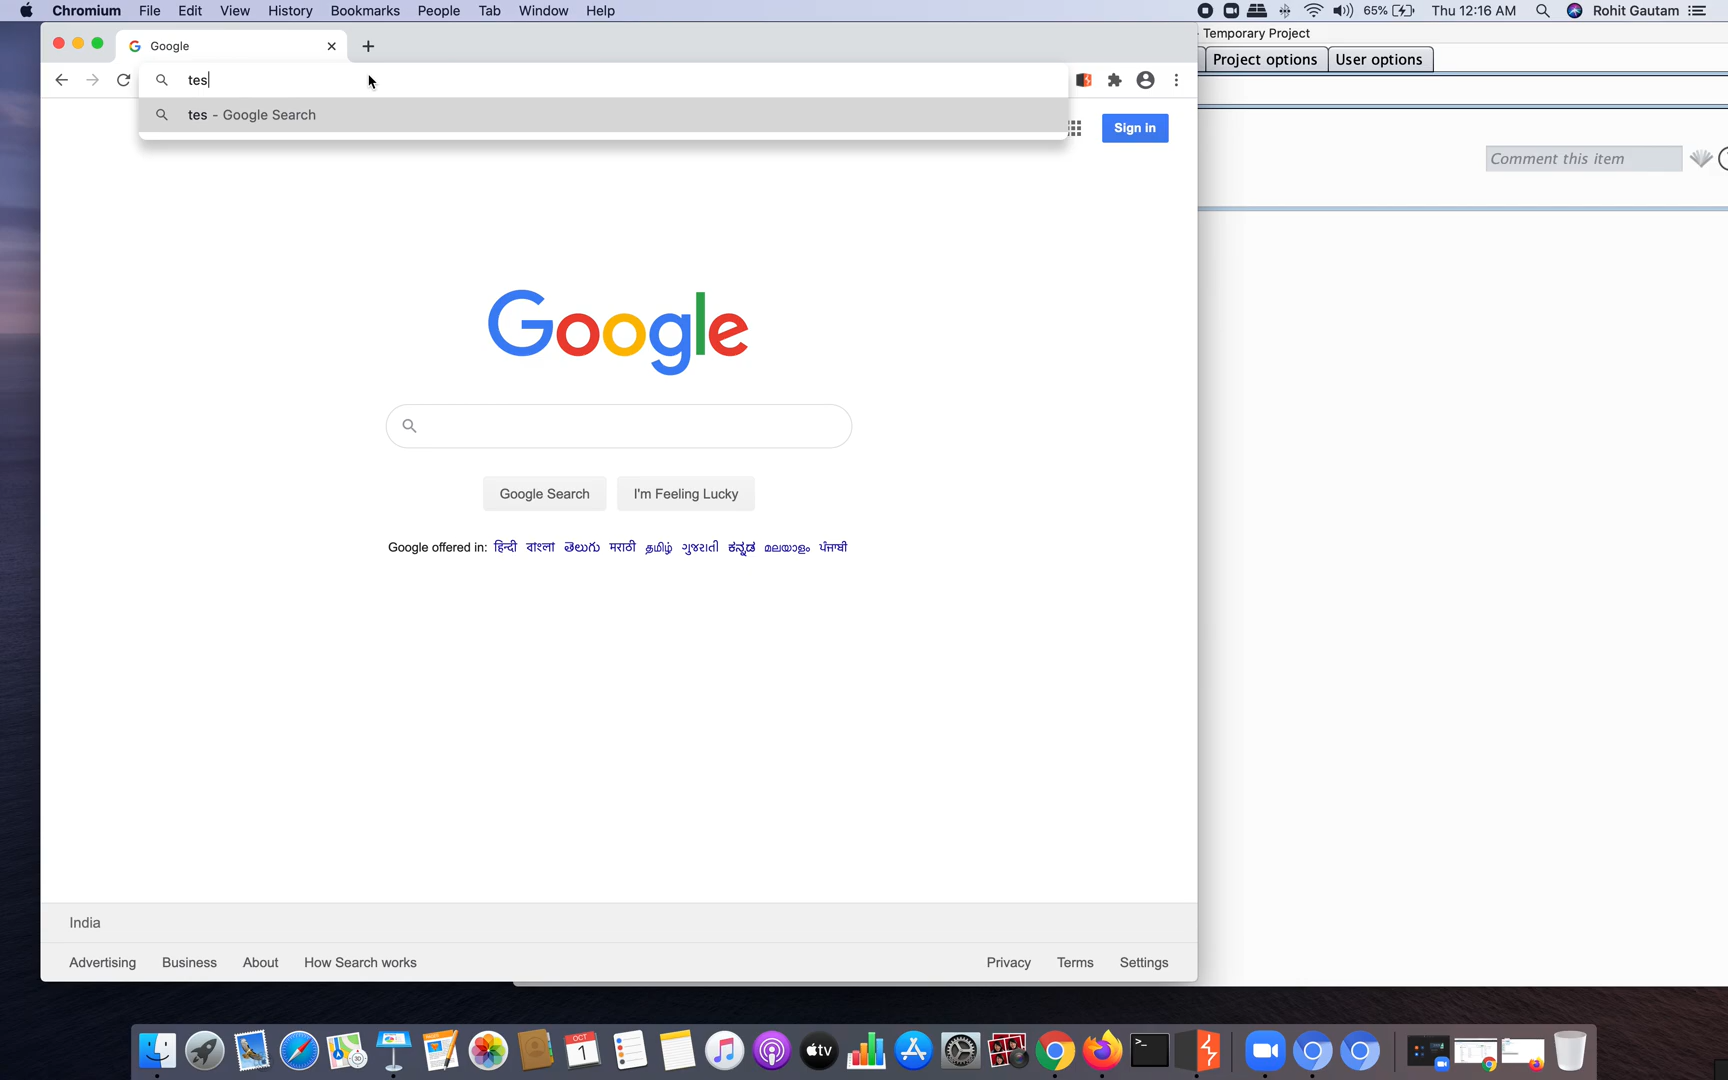 Chromium File Edit View History Bookmarks People Tab Window Help 65% Thu 12:16 AM Rohit Gautam
Google
- Temporary Project
Project options User options
tes
tes - Google Search
Sign in
Comment this item
Google
Google Search I'm Feeling Lucky
Google offered in: हिन्दी বাংলা తెలుగు मराठी தமிழ் ગુજરાતી ಕನ್ನಡ മലയാളം ਪੰਜਾਬੀ
India
Advertising Business About How Search works Privacy Terms Settings
OCT
1
tv